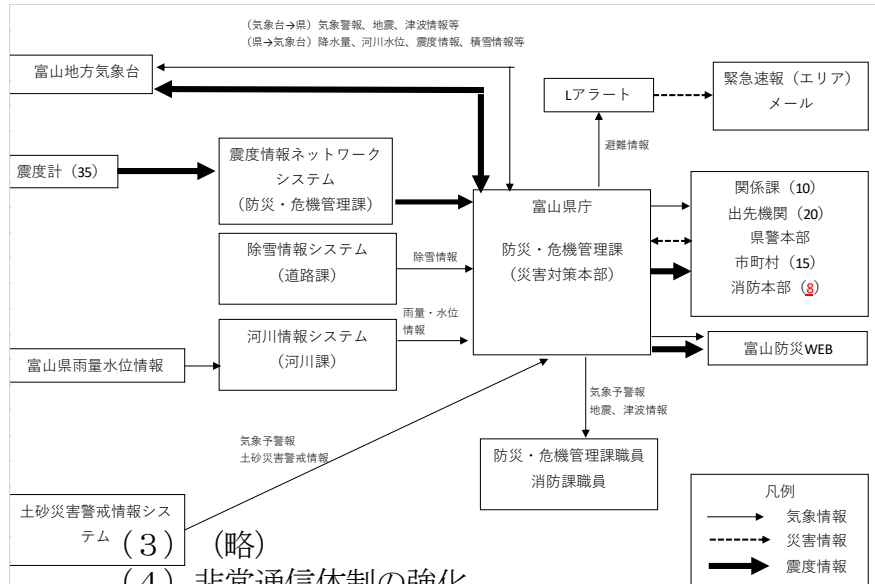 (気象台→県)気象警報、地震、津波情報等
(県→気象台)降水量、河川水位、震度情報、積雪情報等
富山地方気象台
Lアラート
緊急速報(エリア)
メール
避難情報
震度計(35)
震度情報ネットワーク
システム
(防災・危機管理課)
富山県庁
防災・危機管理課
(災害対策本部)
関係課(10)
出先機関(20)
県警本部
市町村(15)
消防本部(8)
除雪情報システム
(道路課)
除雪情報
雨量・水位
情報
河川情報システム
(河川課)
富山県雨量水位情報
富山防災WEB
気象予警報
地震、津波情報
気象予警報
土砂災害警戒情報
防災・危機管理課職員
消防課職員
土砂災害警戒情報シス
テム
凡例
気象情報
災害情報
震度情報
(3) (略)
(4) 非常通信体制の強化